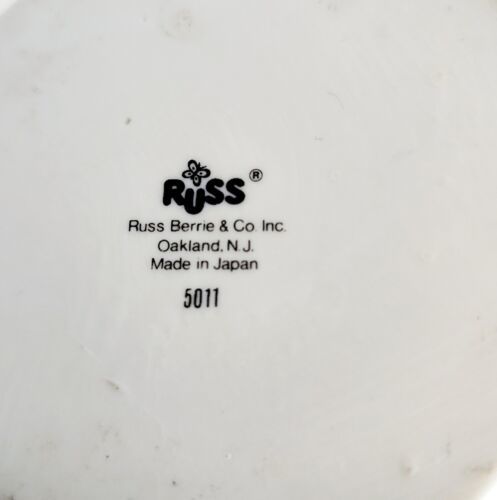 RUSS®
Russ Berrie & Co. Inc.
Oakland, N.J.
Made in Japan
5011